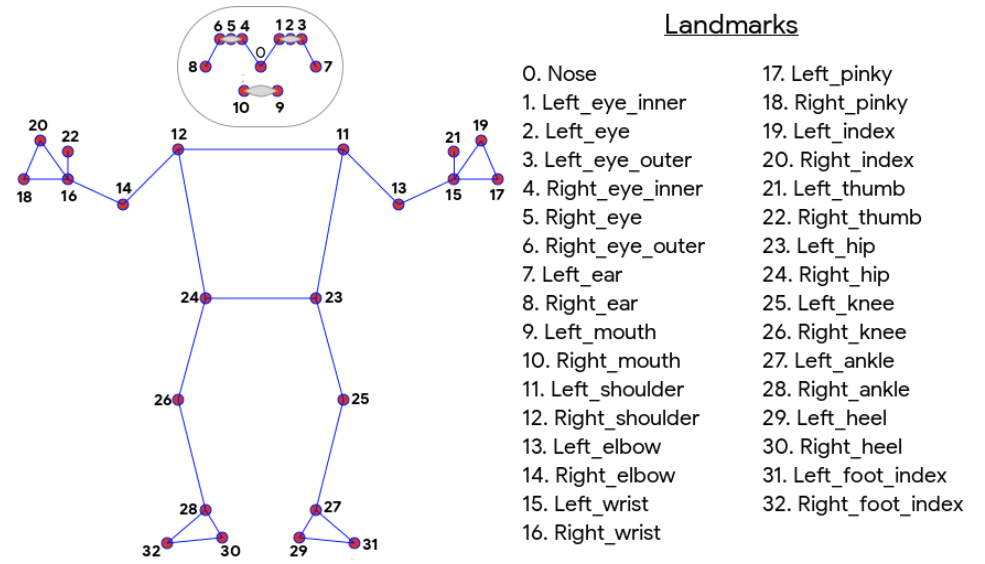 Landmarks
6 5 4 1 2 3
0
8 7
10 9
20 22 12 11 21 19
18 16 14 13 15 17
24 23
26 25
28 27
32 30 29 31
0. Nose
1. Left_eye_inner
2. Left_eye
3. Left_eye_outer
4. Right_eye_inner
5. Right_eye
6. Right_eye_outer
7. Left_ear
8. Right_ear
9. Left_mouth
10. Right_mouth
11. Left_shoulder
12. Right_shoulder
13. Left_elbow
14. Right_elbow
15. Left_wrist
16. Right_wrist
17. Left_pinky
18. Right_pinky
19. Left_index
20. Right_index
21. Left_thumb
22. Right_thumb
23. Left_hip
24. Right_hip
25. Left_knee
26. Right_knee
27. Left_ankle
28. Right_ankle
29. Left_heel
30. Right_heel
31. Left_foot_index
32. Right_foot_index